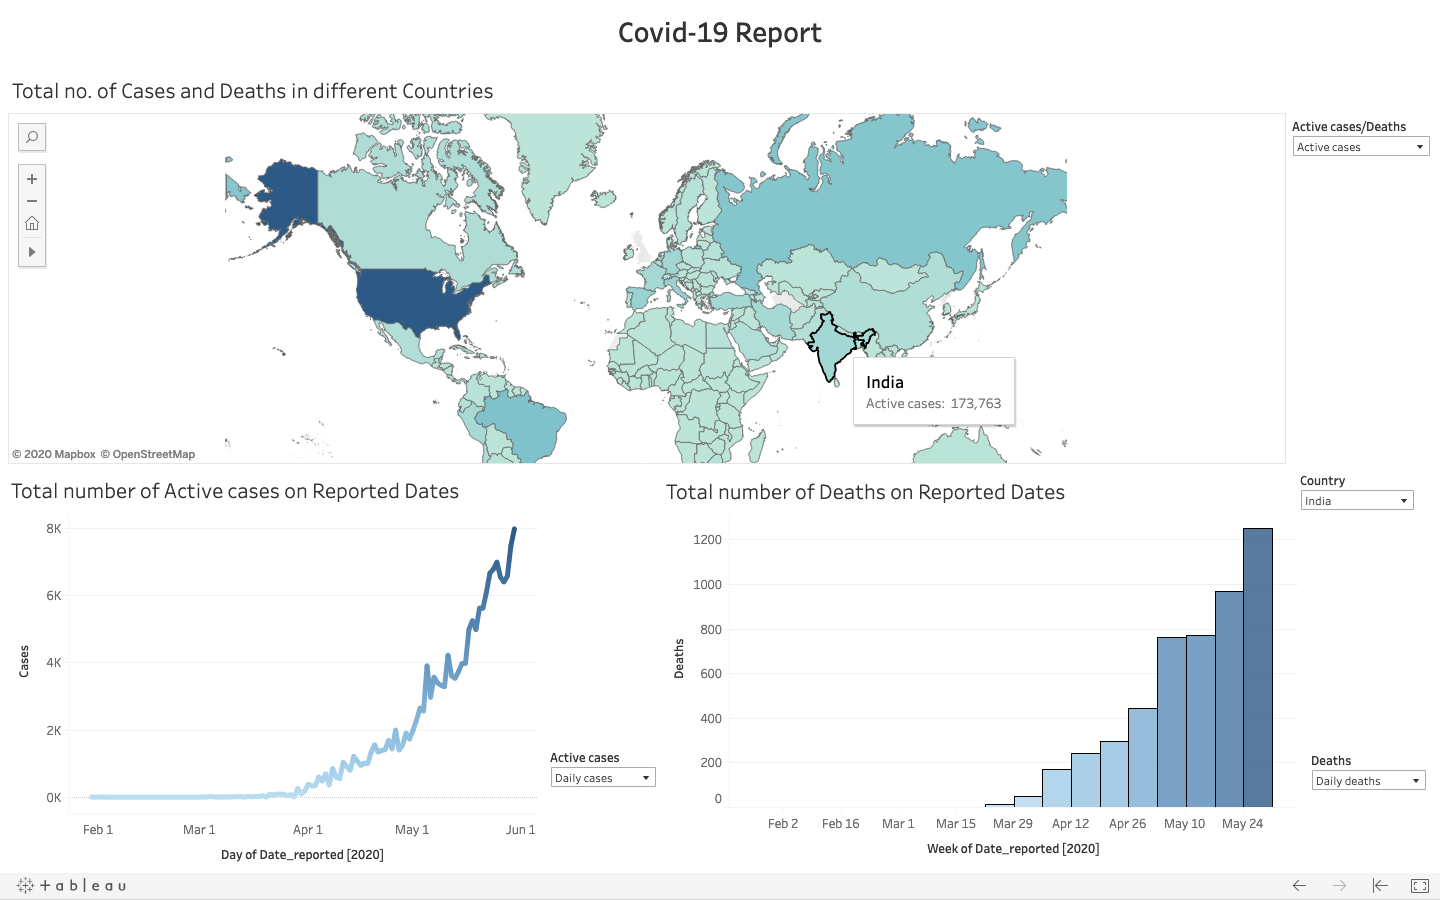 Covid-19 Report
Total no. of Cases and Deaths in different Countries
Active cases/Deaths
Active cases
India
Active cases: 173,763
© 2020 Mapbox © OpenStreetMap
Total number of Active cases on Reported Dates
8K
6K
4K
2K
0K
Cases
Feb 1
Mar 1
Apr 1
May 1
Jun 1
Day of Date_reported [2020]
Active cases
Daily cases
Total number of Deaths on Reported Dates
1200
1000
800
600
400
200
0
Deaths
Feb 2
Feb 16
Mar 1
Mar 15
Mar 29
Apr 12
Apr 26
May 10
May 24
Week of Date_reported [2020]
Country
India
Deaths
Daily deaths
+ableau